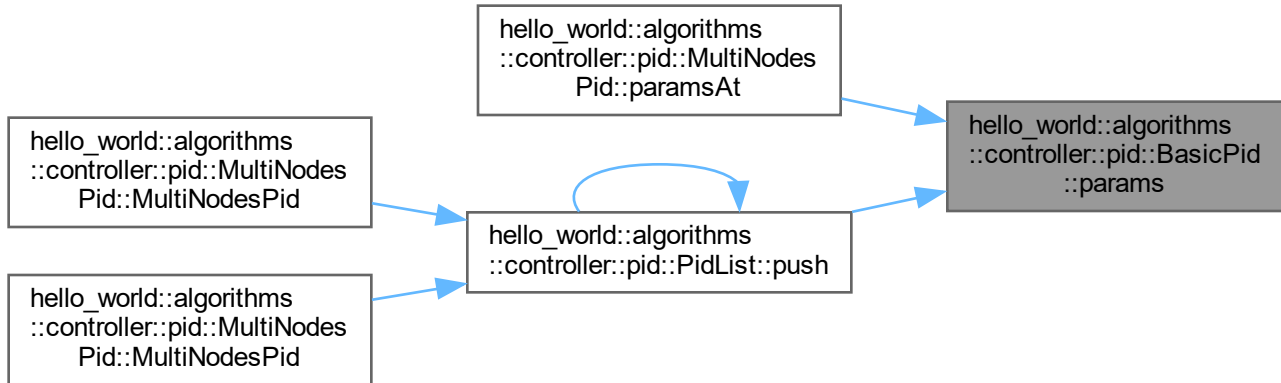 hello_world::algorithms
::controller::pid::MultiNodes
Pid::paramsAt
hello_world::algorithms
::controller::pid::MultiNodes
Pid::MultiNodesPid
hello_world::algorithms
::controller::pid::BasicPid
::params
hello_world::algorithms
::controller::pid::PidList::push
hello_world::algorithms
::controller::pid::MultiNodes
Pid::MultiNodesPid